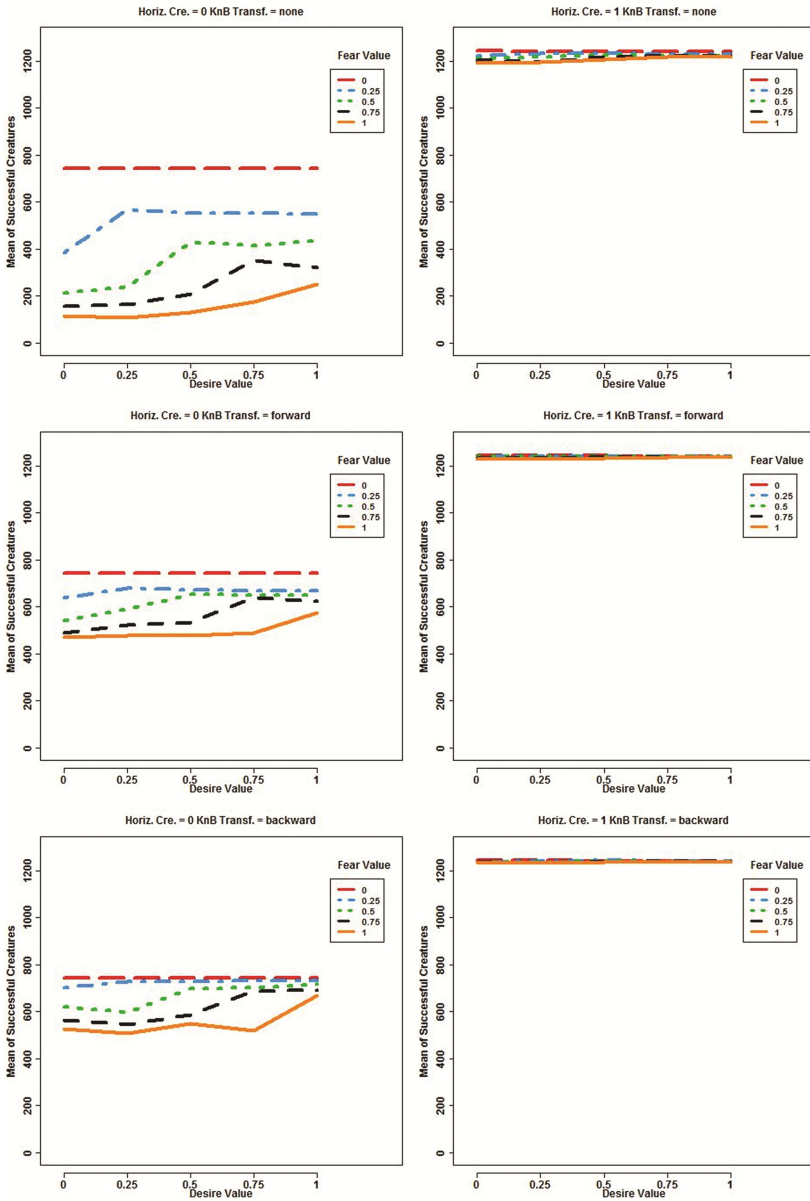 Horiz. Cre. = 0 KnB Transf. = none
Mean of Successful Creatures
0
200
400
600
800
1000
1200
Fear Value
0
0.25
0.5
0.75
1
0 0.25 0.5 0.75 1
Desire Value
Horiz. Cre. = 1 KnB Transf. = none
Mean of Successful Creatures
0
200
400
600
800
1000
1200
Fear Value
0
0.25
0.5
0.75
1
0 0.25 0.5 0.75 1
Desire Value
Horiz. Cre. = 0 KnB Transf. = forward
Mean of Successful Creatures
0
200
400
600
800
1000
1200
Fear Value
0
0.25
0.5
0.75
1
0 0.25 0.5 0.75 1
Desire Value
Horiz. Cre. = 1 KnB Transf. = forward
Mean of Successful Creatures
0
200
400
600
800
1000
1200
Fear Value
0
0.25
0.5
0.75
1
0 0.25 0.5 0.75 1
Desire Value
Horiz. Cre. = 0 KnB Transf. = backward
Mean of Successful Creatures
0
200
400
600
800
1000
1200
Fear Value
0
0.25
0.5
0.75
1
0 0.25 0.5 0.75 1
Desire Value
Horiz. Cre. = 1 KnB Transf. = backward
Mean of Successful Creatures
0
200
400
600
800
1000
1200
Fear Value
0
0.25
0.5
0.75
1
0 0.25 0.5 0.75 1
Desire Value